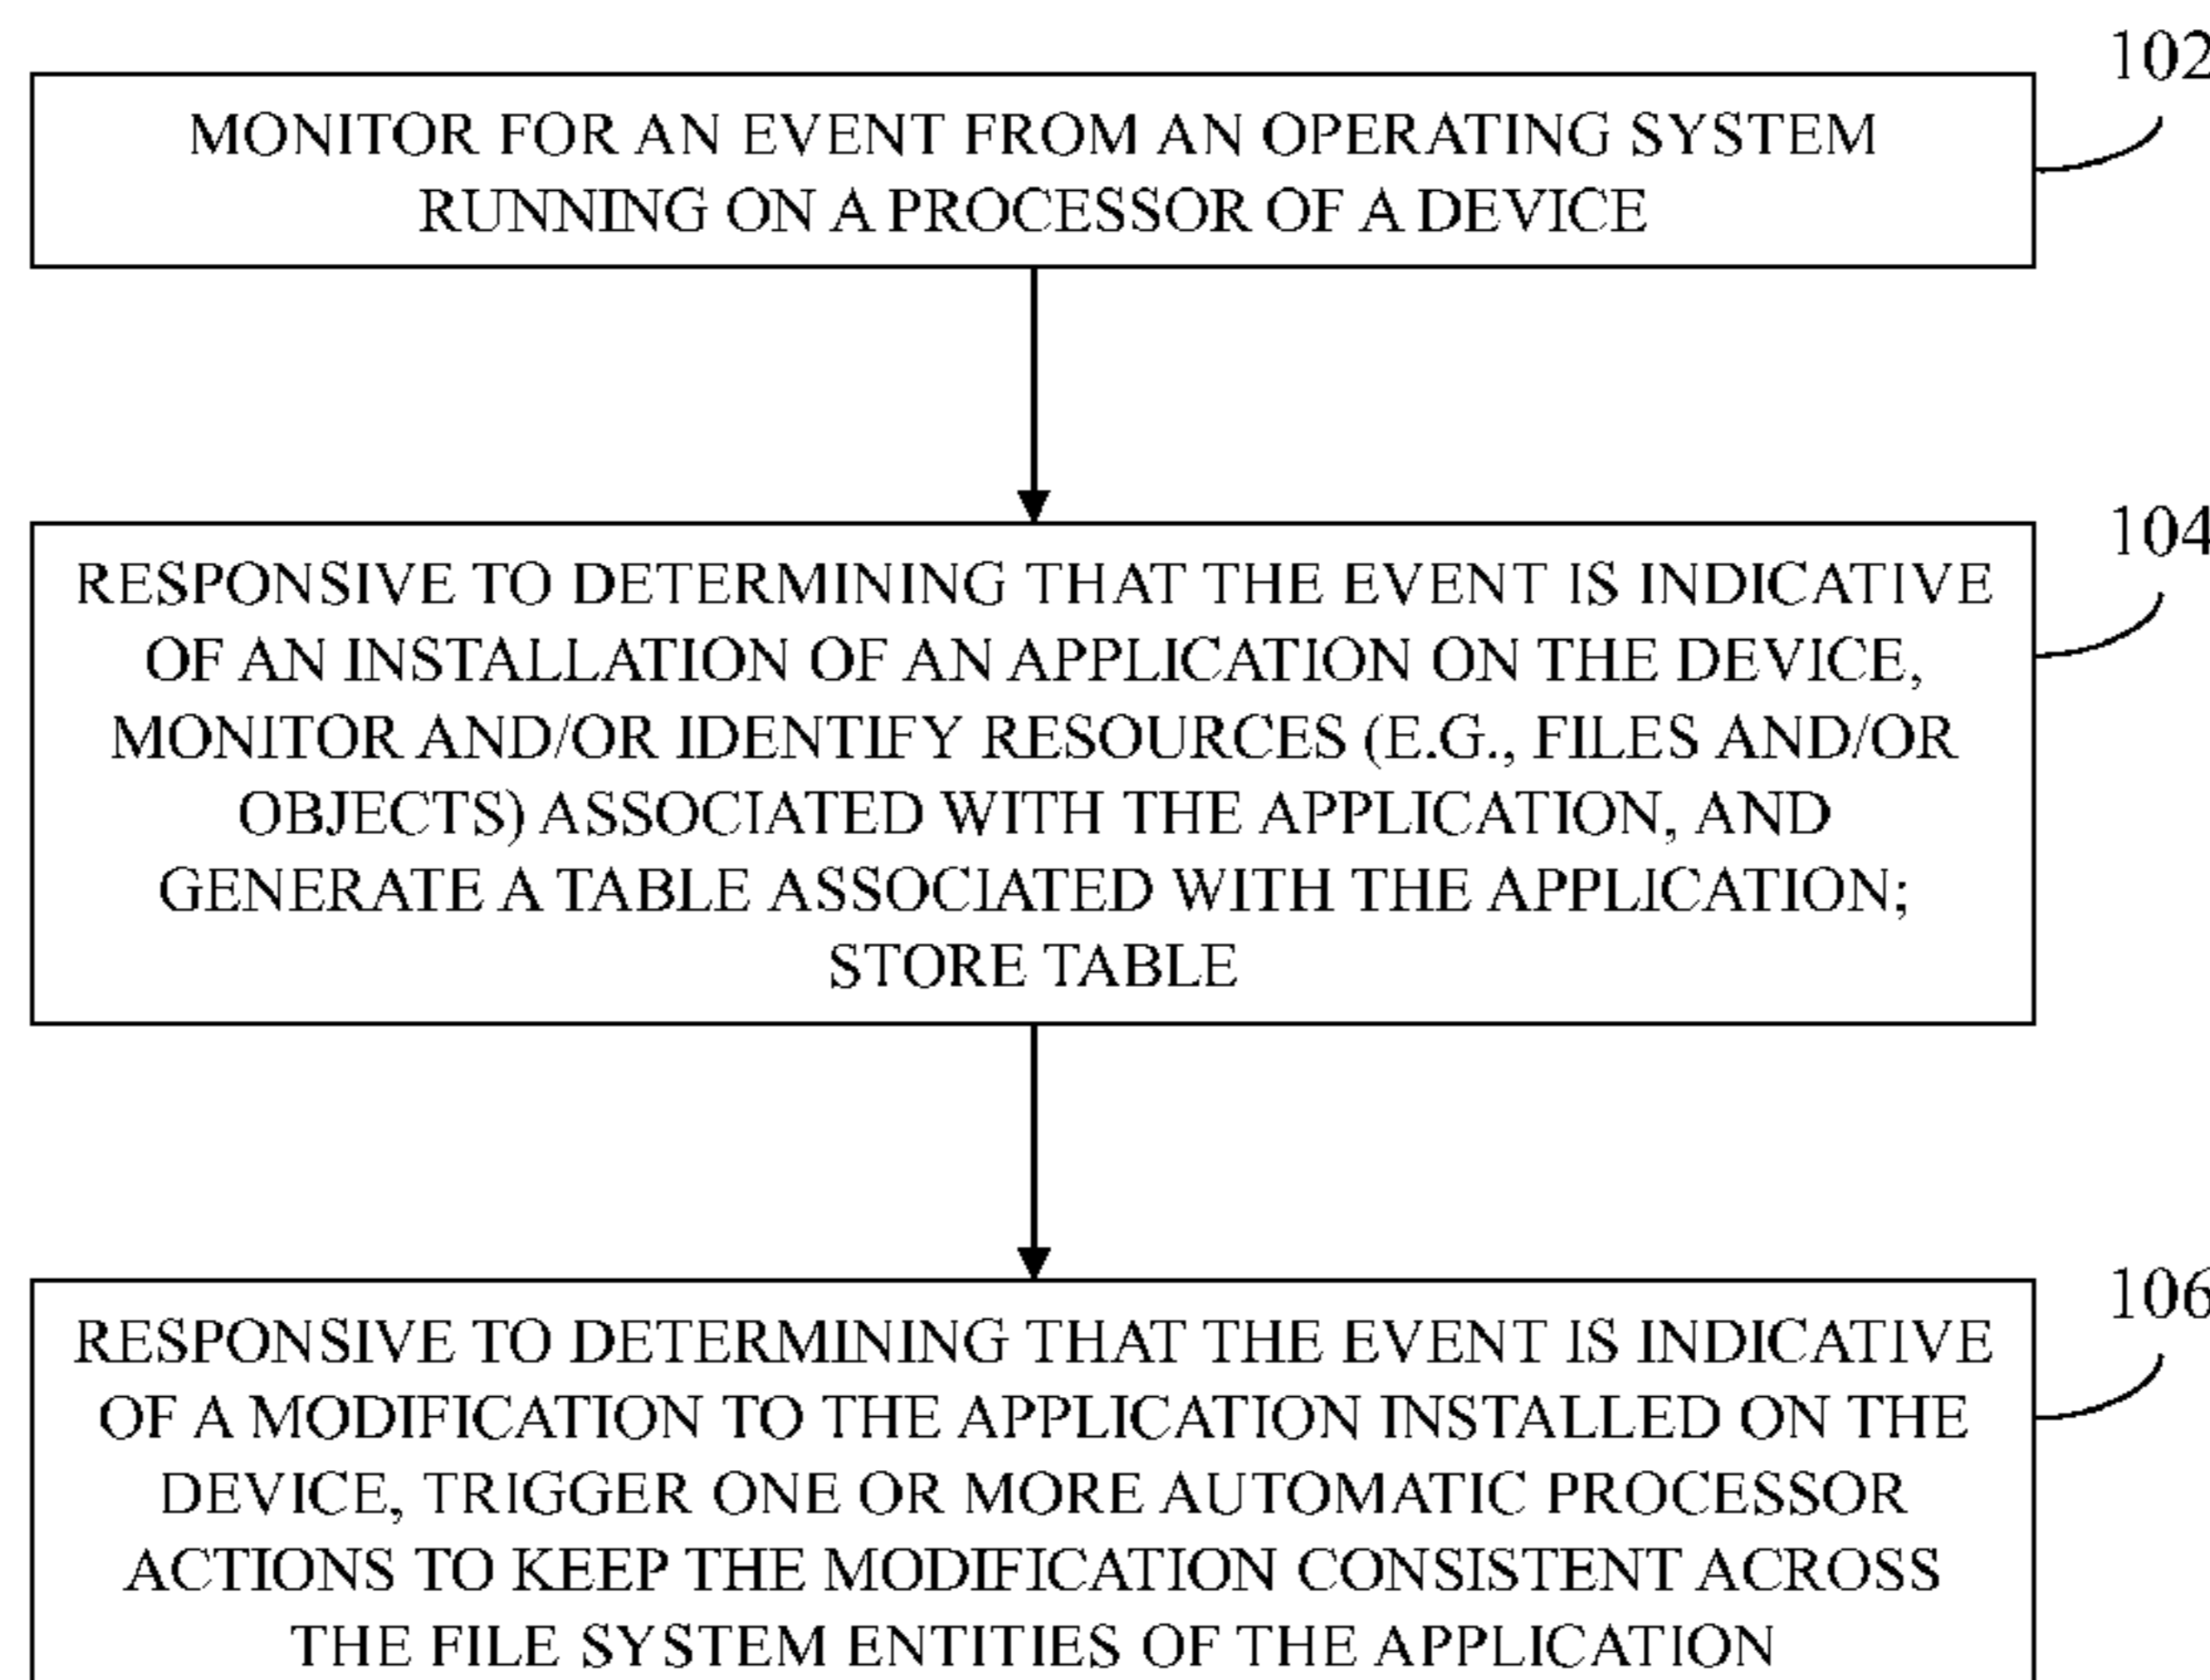 102
MONITOR FOR AN EVENT FROM AN OPERATING SYSTEM
RUNNING ON A PROCESSOR OF A DEVICE
104
RESPONSIVE TO DETERMINING THAT THE EVENT IS INDICATIVE
OF AN INSTALLATION OF AN APPLICATION ON THE DEVICE,
MONITOR AND/OR IDENTIFY RESOURCES (E.G., FILES AND/OR
OBJECTS) ASSOCIATED WITH THE APPLICATION, AND
GENERATE A TABLE ASSOCIATED WITH THE APPLICATION;
STORE TABLE
106
RESPONSIVE TO DETERMINING THAT THE EVENT IS INDICATIVE
OF A MODIFICATION TO THE APPLICATION INSTALLED ON THE
DEVICE, TRIGGER ONE OR MORE AUTOMATIC PROCESSOR
ACTIONS TO KEEP THE MODIFICATION CONSISTENT ACROSS
THE FILE SYSTEM ENTITIES OF THE APPLICATION